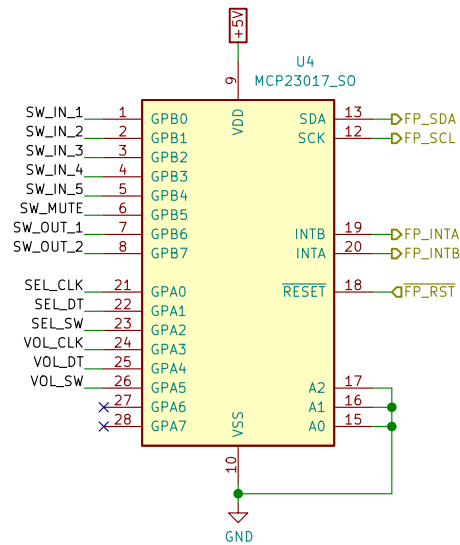 +5V
U4
MCP23017_SO
9
VDD
SW_IN_1 1 GPB0 SDA 13 FP_SDA
SW_IN_2 2 GPB1 SCK 12 FP_SCL
SW_IN_3 3 GPB2
SW_IN_4 4 GPB3
SW_IN_5 5 GPB4
SW_MUTE 6 GPB5
SW_OUT_1 7 GPB6 INTB 19 FP_INTA
SW_OUT_2 8 GPB7 INTA 20 FP_INTB
SEL_CLK 21 GPA0 RESET 18 FP_RST
SEL_DT 22 GPA1
SEL_SW 23 GPA2
VOL_CLK 24 GPA3
VOL_DT 25 GPA4
VOL_SW 26 GPA5 A2 17
27 GPA6 A1 16
28 GPA7 A0 15
VSS
10
GND